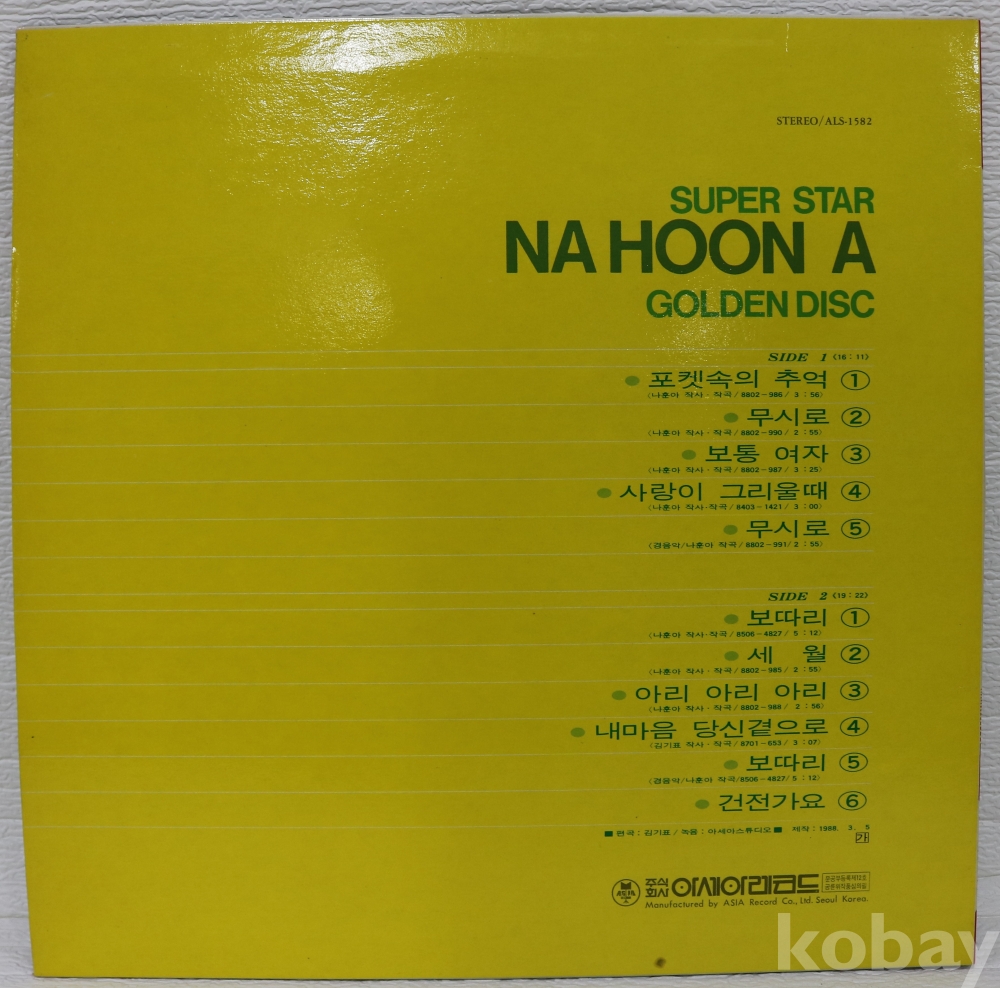 STEREO/ALS-1582
SUPER STAR
NA HOON A
GOLDEN DISC
SIDE 1 (16:11)
● 포켓속의 추억 ①
(나훈아 작사·작곡/8802-986/ 3:56)
● 무시로 ②
(나훈아 작사·작곡/8802-990/ 2:55)
● 보통 여자 ③
(나훈아 작사·작곡/8802-987/ 3:25)
● 사랑이 그리울때 ④
(나훈아 작사·작곡/8403-1421/ 3:00)
● 무시로 ⑤
(경음악/나훈아 작곡/8802-991/ 2:55)
SIDE 2 (19:22)
● 보따리 ①
(나훈아 작사·작곡/8506-4827/ 5:12)
● 세 월 ②
(나훈아 작사·작곡/8802-985/ 2:55)
● 아리 아리 아리 ③
(나훈아 작사·작곡/8802-988/ 2:56)
● 내마음 당신곁으로 ④
(김기표 작사·작곡/8701-653/ 3:07)
● 보따리 ⑤
(경음악/나훈아 작곡/8506-4827/ 5:12)
● 건전가요 ⑥
■ 편곡:김기표/녹음:아세아스튜디오 ■ 제작:1988. 3. 5
가
ASIA
주식회사 아세아레코드
Manufactured by ASIA Record Co., Ltd. Seoul Korea.
kobay